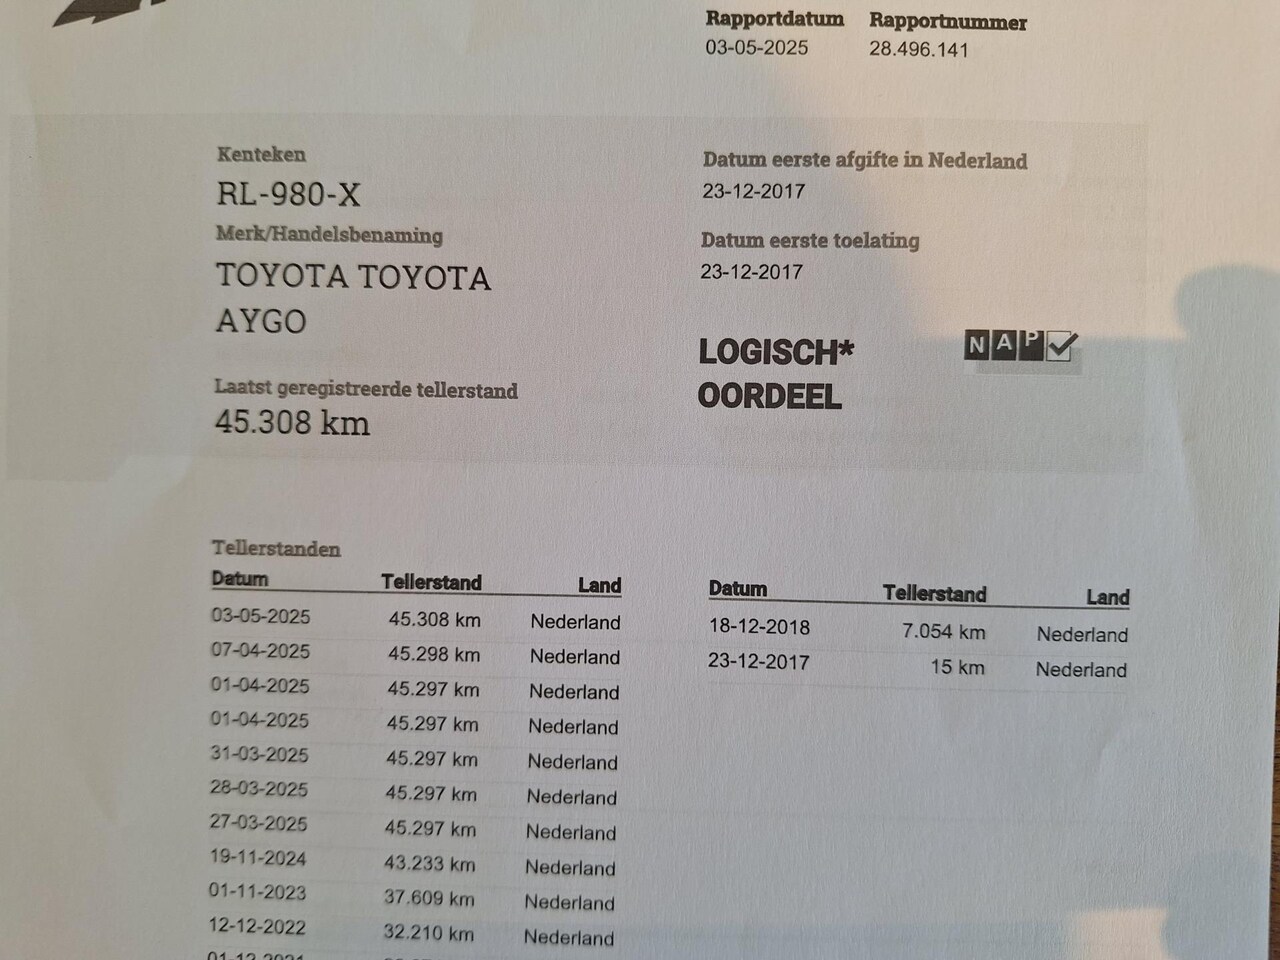 Rapportdatum Rapportnummer
03-05-2025 28.496.141
Kenteken
RL-980-X
Merk/Handelsbenaming
TOYOTA TOYOTA
AYGO
Laatst geregistreerde tellerstand
45.308 km
Datum eerste afgifte in Nederland
23-12-2017
Datum eerste toelating
23-12-2017
LOGISCH*
OORDEEL
NAP
Tellerstanden
Datum Tellerstand Land
03-05-2025 45.308 km Nederland
07-04-2025 45.298 km Nederland
01-04-2025 45.297 km Nederland
01-04-2025 45.297 km Nederland
31-03-2025 45.297 km Nederland
28-03-2025 45.297 km Nederland
27-03-2025 45.297 km Nederland
19-11-2024 43.233 km Nederland
01-11-2023 37.609 km Nederland
12-12-2022 32.210 km Nederland
Datum Tellerstand Land
18-12-2018 7.054 km Nederland
23-12-2017 15 km Nederland